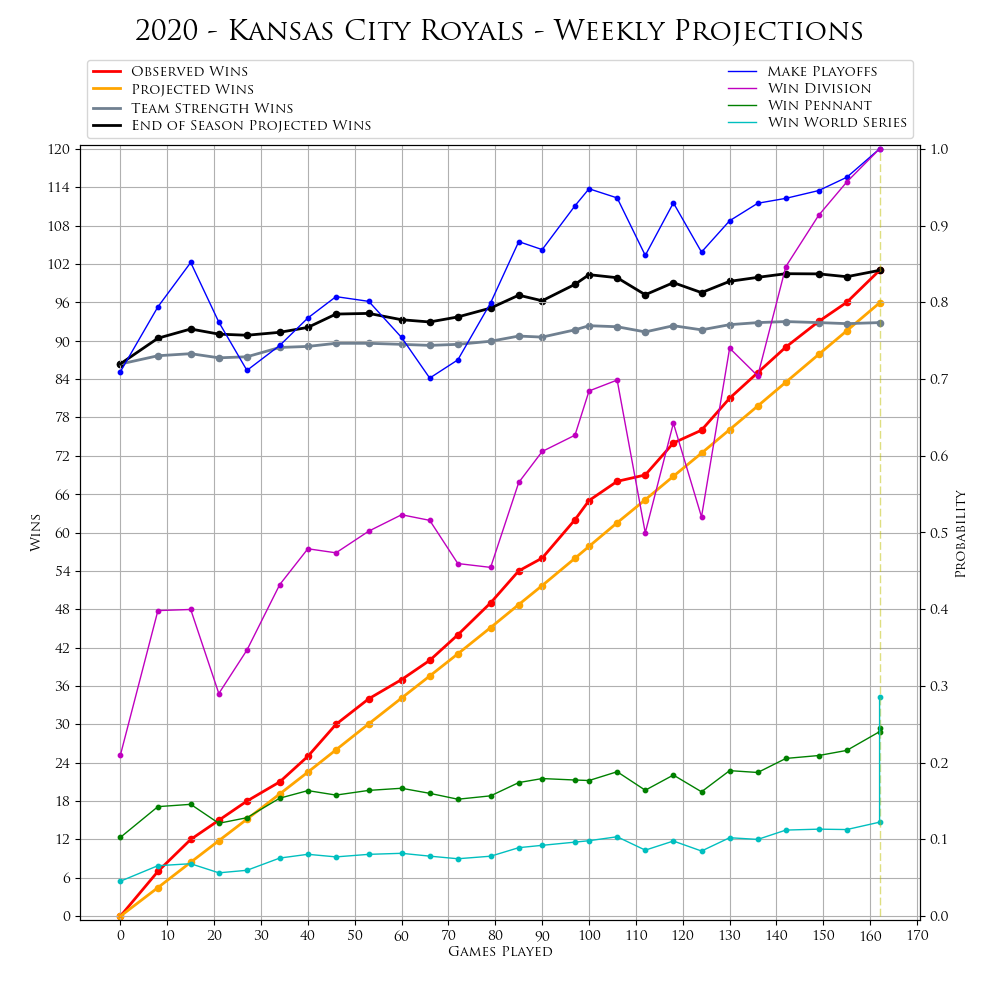 2020 - Kansas City Royals - Weekly Projections
Observed Wins
Projected Wins
Team Strength Wins
End of Season Projected Wins
Make Playoffs
Win Division
Win Pennant
Win World Series
120
114
108
102
96
90
84
78
72
66
60
54
48
42
36
30
24
18
12
6
0
Wins
1.0
0.9
0.8
0.7
0.6
0.5
0.4
0.3
0.2
0.1
0.0
Probability
0 10 20 30 40 50 60 70 80 90 100 110 120 130 140 150 160 170
Games Played